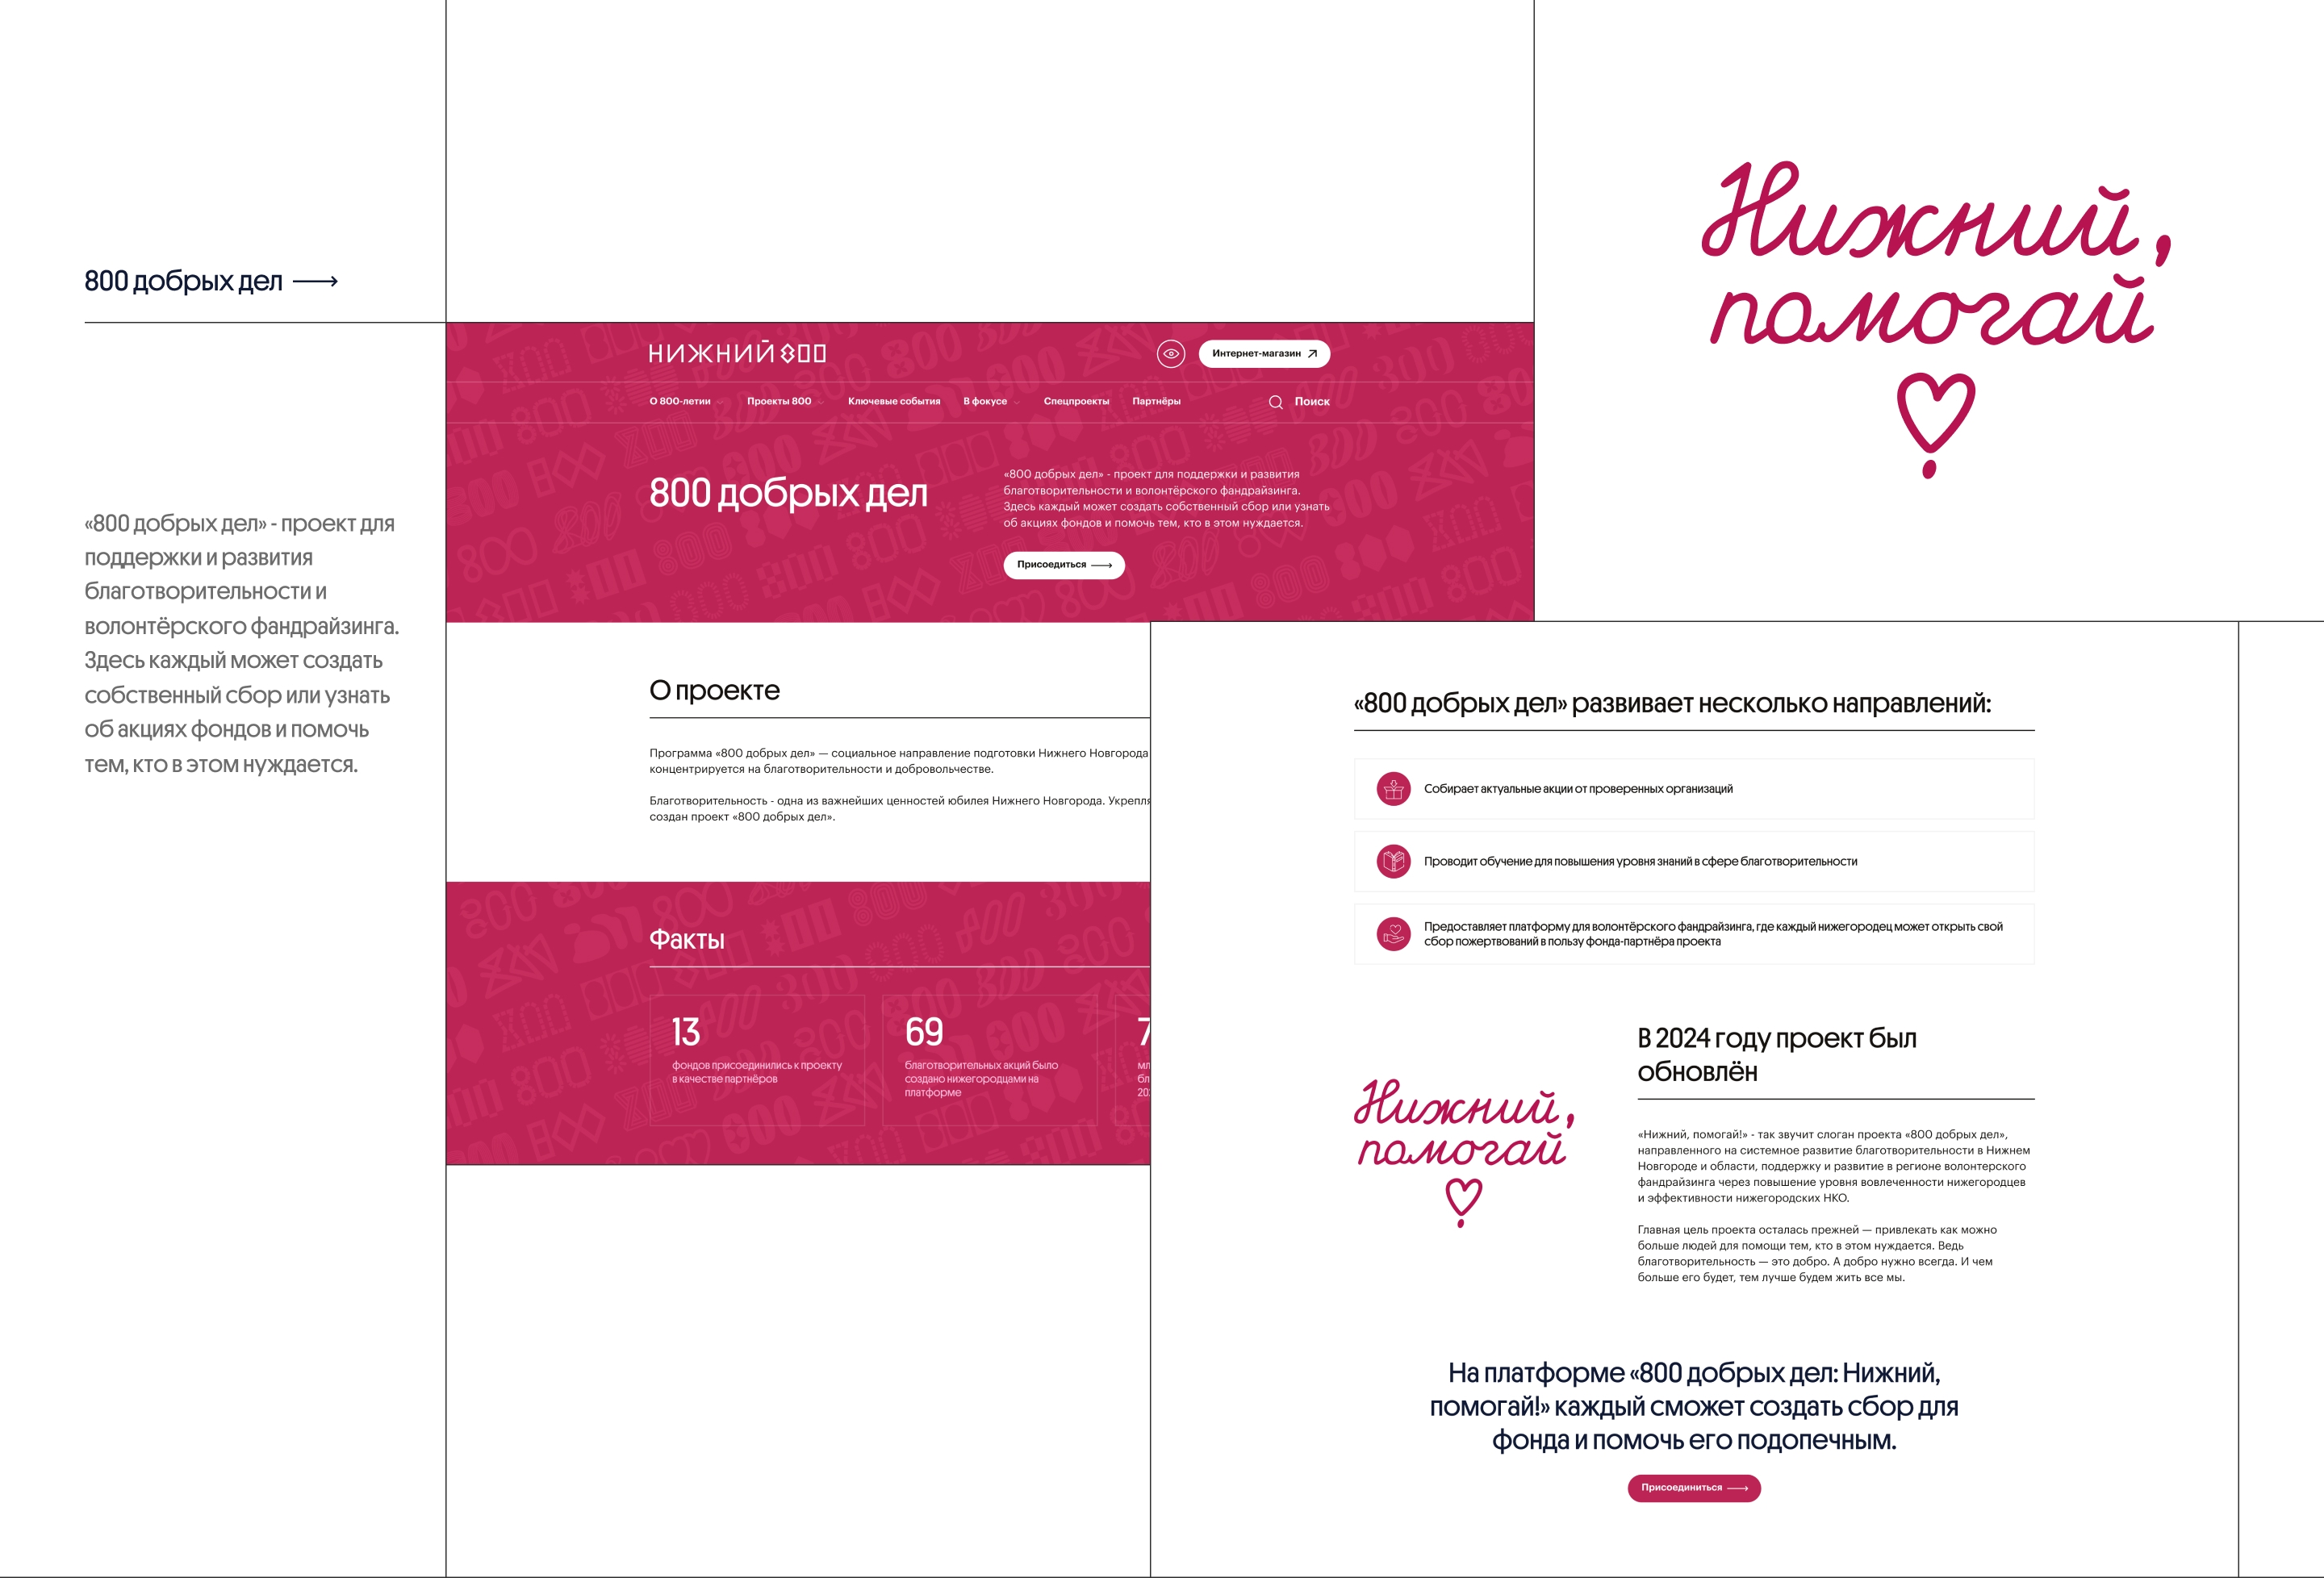 800 добрых дел
«800 добрых дел» - проект для
поддержки и развития
благотворительности и
волонтёрского фандрайзинга.
Здесь каждый может создать
собственный сбор или узнать
об акциях фондов и помочь
тем, кто в этом нуждается.
НИЖНИЙ 800
Интернет-магазин
О 800-летии
Проекты 800
Ключевые события
В фокусе
Спецпроекты
Партнёры
Поиск
800 добрых дел
«800 добрых дел» - проект для поддержки и развития
благотворительности и волонтёрского фандрайзинга.
Здесь каждый может создать собственный сбор или узнать
об акциях фондов и помочь тем, кто в этом нуждается.
Присоедиться
Нижний,
помогай
О проекте
Программа «800 добрых дел» — социальное направление подготовки Нижнего Новгорода
концентрируется на благотворительности и добровольчестве.
Благотворительность - одна из важнейших ценностей юбилея Нижнего Новгорода.
создан проект «800 добрых дел».
Факты
13
фондов присоединились к проекту
в качестве партнёров
69
благотворительных акций было
создано нижегородцами на
платформе
«800 добрых дел» развивает несколько направлений:
Собирает актуальные акции от проверенных организаций
Проводит обучение для повышения уровня знаний в сфере благотворительности
Предоставляет платформу для волонтёрского фандрайзинга, где каждый нижегородец может открыть свой
сбор пожертвований в пользу фонда-партнёра проекта
Нижний,
помогай
В 2024 году проект был
обновлён
«Нижний, помогай!» - так звучит слоган проекта «800 добрых дел»,
направленного на системное развитие благотворительности в Нижнем
Новгороде и области, поддержку и развитие в регионе волонтерского
фандрайзинга через повышение уровня вовлеченности нижегородцев
и эффективности нижегородских НКО.
Главная цель проекта осталась прежней — привлекать как можно
больше людей для помощи тем, кто в этом нуждается. Ведь
благотворительность — это добро. А добро нужно всегда. И чем
больше его будет, тем лучше будем жить все мы.
На платформе «800 добрых дел: Нижний,
помогай!» каждый сможет создать сбор для
фонда и помочь его подопечным.
Присоединиться